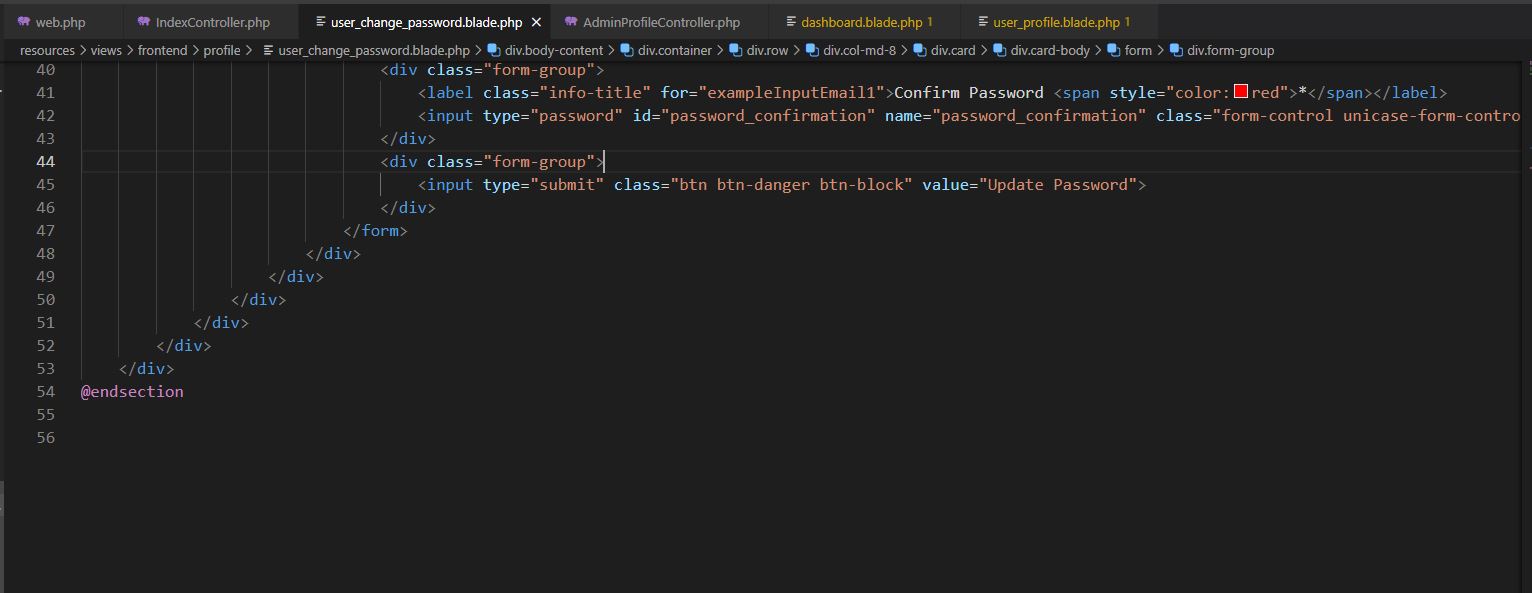 web.php IndexController.php user_change_password.blade.php AdminProfileController.php dashboard.blade.php 1 user_profile.blade.php 1
resources > views > frontend > profile > user_change_password.blade.php > div.body-content > div.container > div.row > div.col-md-8 > div.card > div.card-body > form > div.form-group
40 <div class="form-group">
41 <label class="info-title" for="exampleInputEmail1">Confirm Password <span style="color:red">*</span></label>
42 <input type="password" id="password_confirmation" name="password_confirmation" class="form-control unicase-form-contro
43 </div>
44 <div class="form-group">
45 <input type="submit" class="btn btn-danger btn-block" value="Update Password">
46 </div>
47 </form>
48 </div>
49 </div>
50 </div>
51 </div>
52 </div>
53 </div>
54 @endsection
55
56